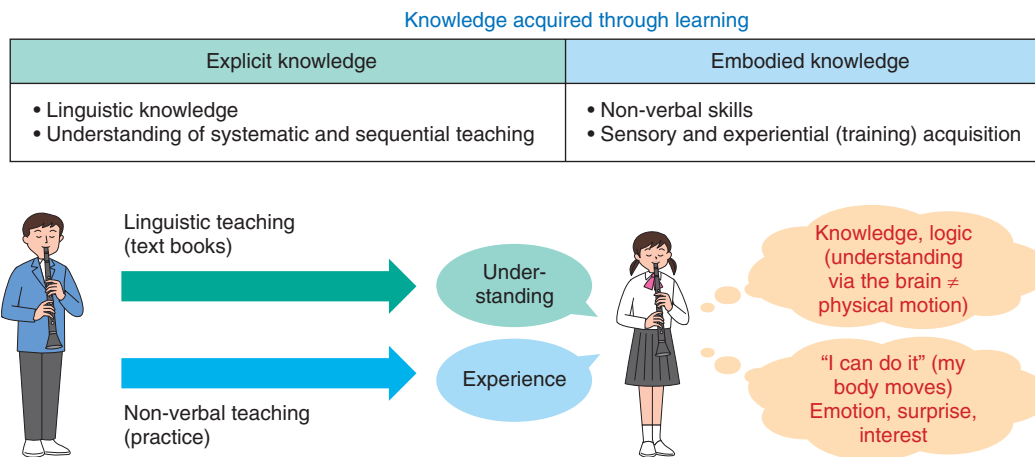 Knowledge acquired through learning
Explicit knowledge
Embodied knowledge
• Linguistic knowledge
• Understanding of systematic and sequential teaching
• Non-verbal skills
• Sensory and experiential (training) acquisition
Linguistic teaching
(text books)
Under-
standing
Knowledge, logic
(understanding
via the brain ≠
physical motion)
Non-verbal teaching
(practice)
Experience
“I can do it” (my
body moves)
Emotion, surprise,
interest